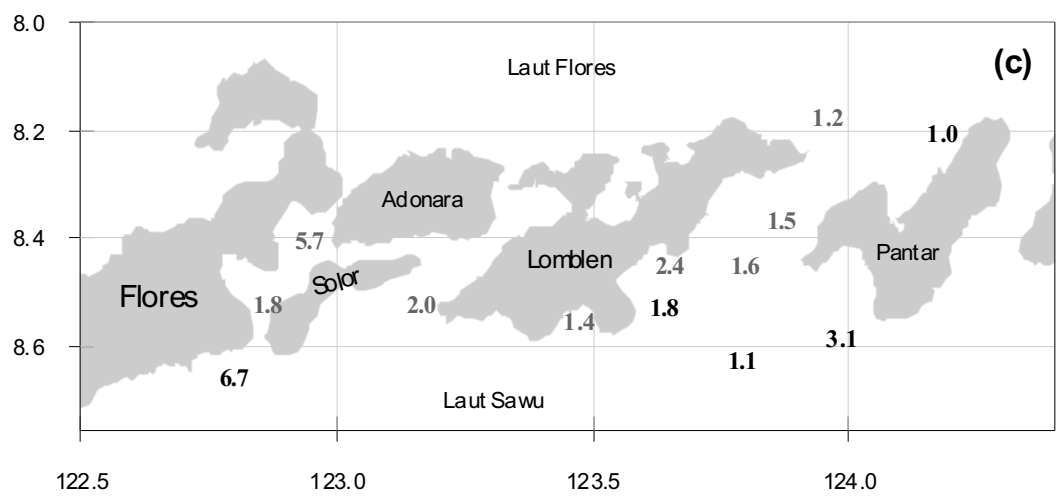 8.0
(c)
Laut Flores
1.2
8.2
1.0
Adonara
1.5
8.4
5.7
Pantar
Lomblen
2.4
1.6
Solor
Flores
1.8
2.0
1.8
1.4
3.1
8.6
1.1
6.7
Laut Sawu
122.5 123.0 123.5 124.0